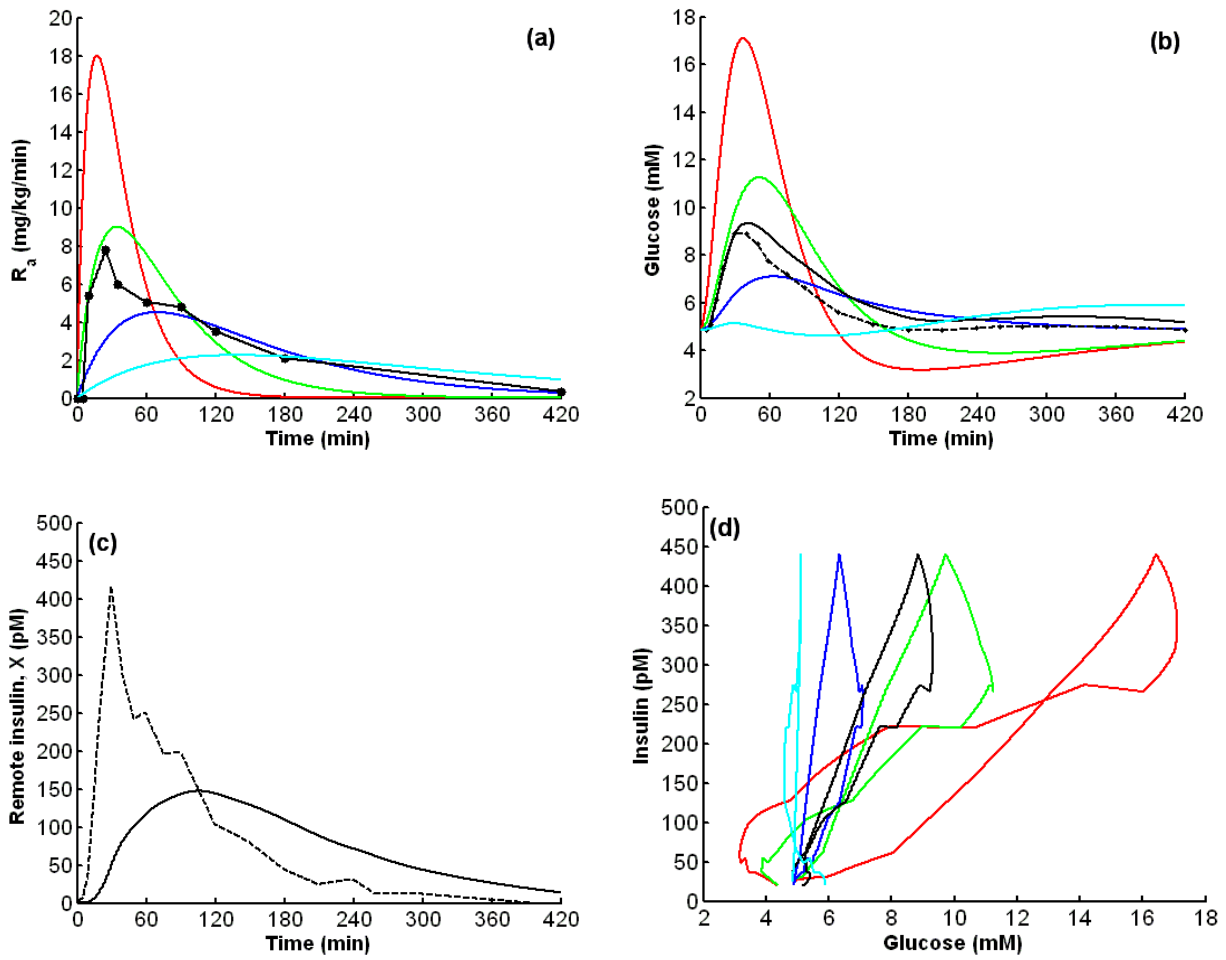 (a)
R_a (mg/kg/min)
20
18
16
14
12
10
8
6
4
2
0
0 60 120 180 240 300 360 420
Time (min)
(b)
Glucose (mM)
18
16
14
12
10
8
6
4
2
0 60 120 180 240 300 360 420
Time (min)
(c)
Remote insulin, X (pM)
500
450
400
350
300
250
200
150
100
50
0
0 60 120 180 240 300 360 420
Time (min)
(d)
Insulin (pM)
500
450
400
350
300
250
200
150
100
50
0
2 4 6 8 10 12 14 16 18
Glucose (mM)